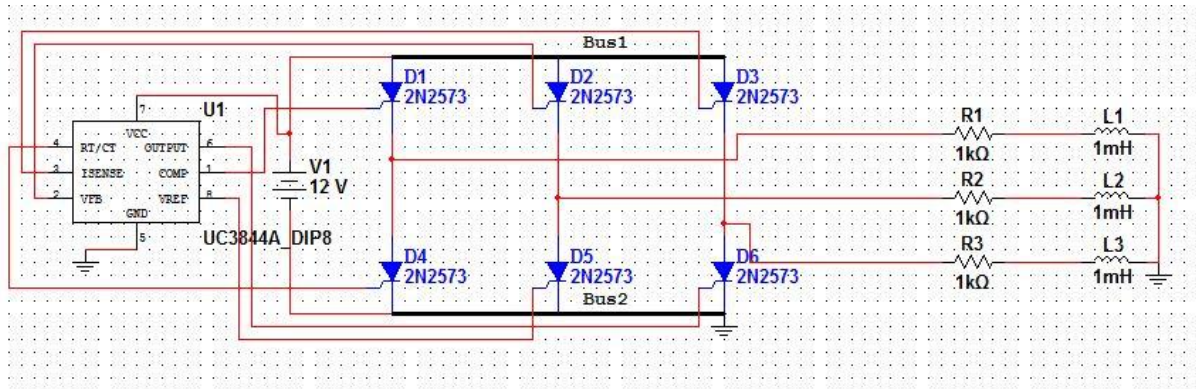 Bus1
D1
2N2573
D2
2N2573
D3
2N2573
U1
7
VCC
4 RT/CT OUTPUT 6
3 ISENSE COMP 1
2 VFB VREF 8
GND
5
UC3844A_DIP8
V1
12 V
R1
1kΩ
L1
1mH
R2
1kΩ
L2
1mH
R3
1kΩ
L3
1mH
D4
2N2573
D5
2N2573
D6
2N2573
Bus2